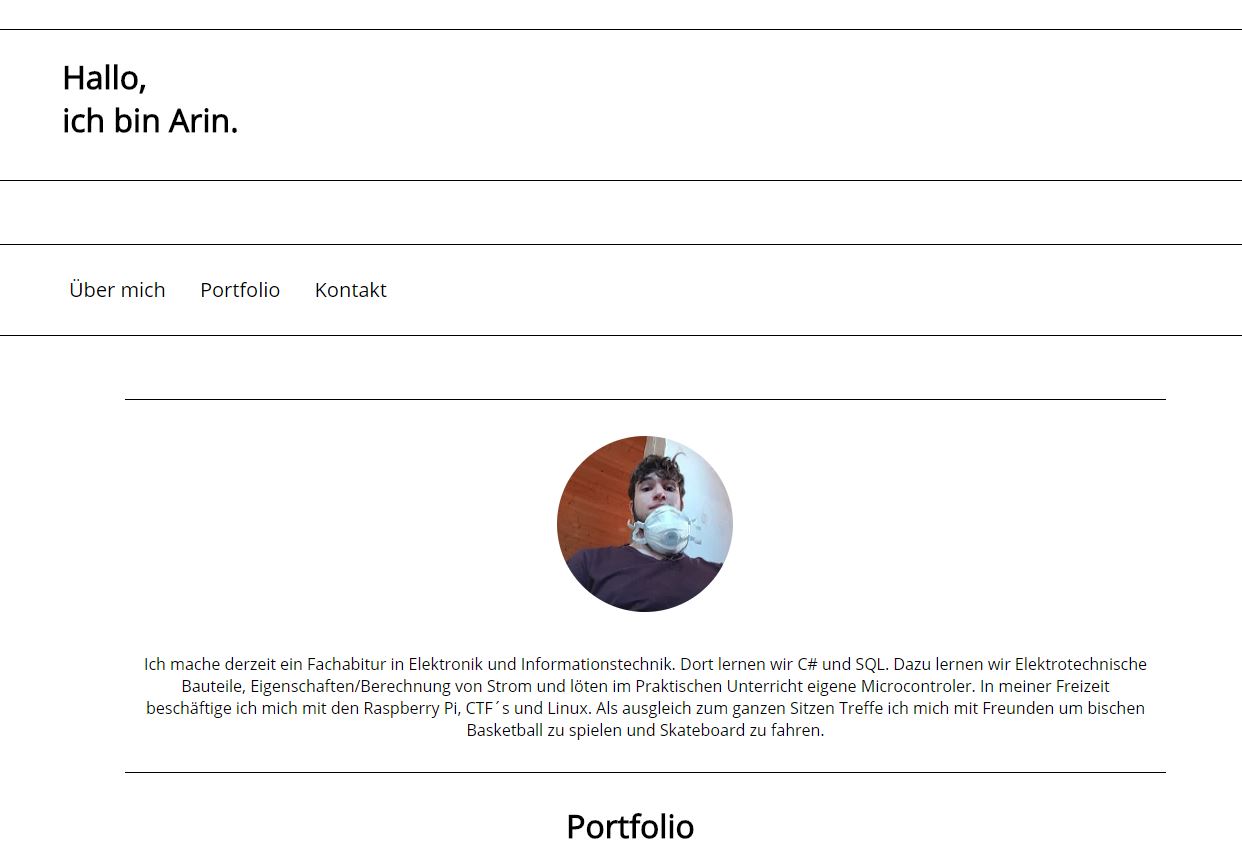 Hallo,
ich bin Arin.
Über mich Portfolio Kontakt
Ich mache derzeit ein Fachabitur in Elektronik und Informationstechnik. Dort lernen wir C# und SQL. Dazu lernen wir Elektrotechnische
Bauteile, Eigenschaften/Berechnung von Strom und löten im Praktischen Unterricht eigene Microcontroler. In meiner Freizeit
beschäftige ich mich mit den Raspberry Pi, CTF´s und Linux. Als ausgleich zum ganzen Sitzen Treffe ich mich mit Freunden um bischen
Basketball zu spielen und Skateboard zu fahren.
Portfolio